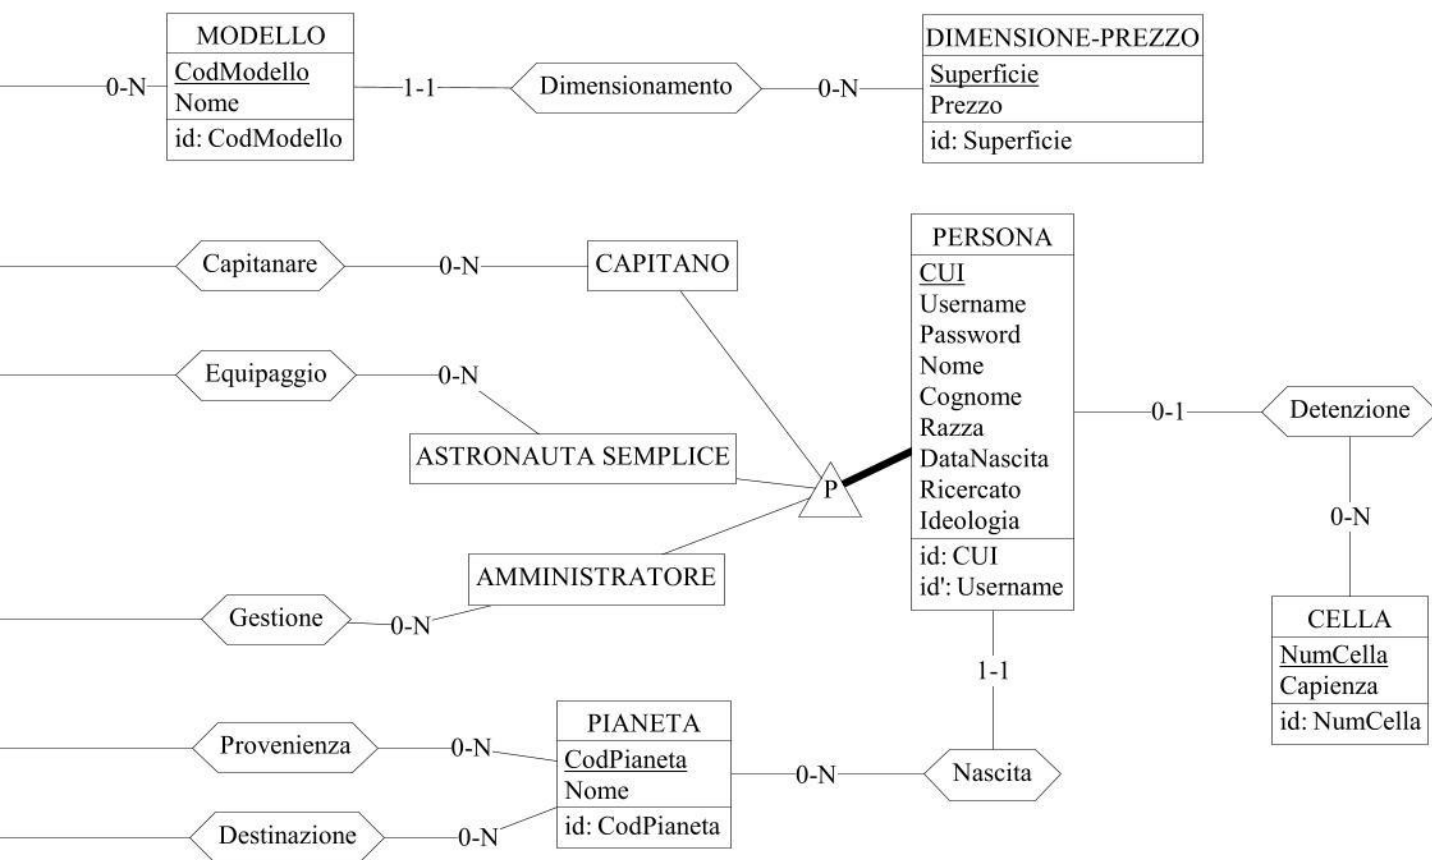 MODELLO
CodModello
Nome
id: CodModello
0-N
1-1
Dimensionamento
0-N
DIMENSIONE-PREZZO
Superficie
Prezzo
id: Superficie
Capitanare
0-N
CAPITANO
Equipaggio
0-N
ASTRONAUTA SEMPLICE
P
AMMINISTRATORE
Gestione
0-N
PERSONA
CUI
Username
Password
Nome
Cognome
Razza
DataNascita
Ricercato
Ideologia
id: CUI
id': Username
0-1
Detenzione
0-N
CELLA
NumCella
Capienza
id: NumCella
1-1
Nascita
0-N
PIANETA
CodPianeta
Nome
id: CodPianeta
Provenienza
0-N
Destinazione
0-N